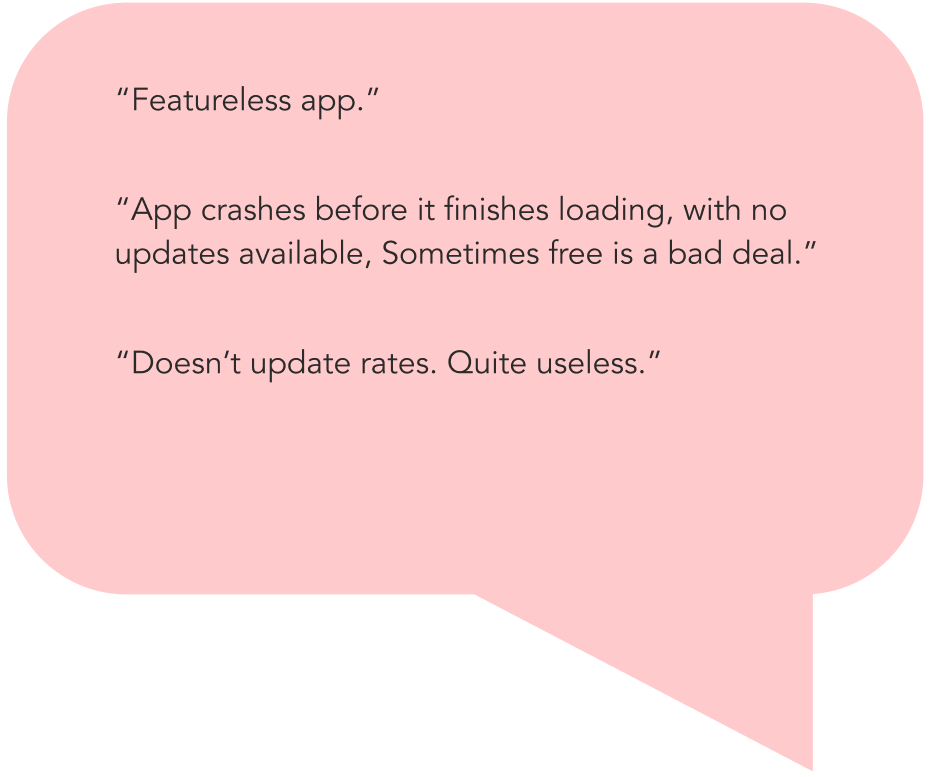 “Featureless app.”
“App crashes before it finishes loading, with no
updates available, Sometimes free is a bad deal.”
“Doesn’t update rates. Quite useless.”